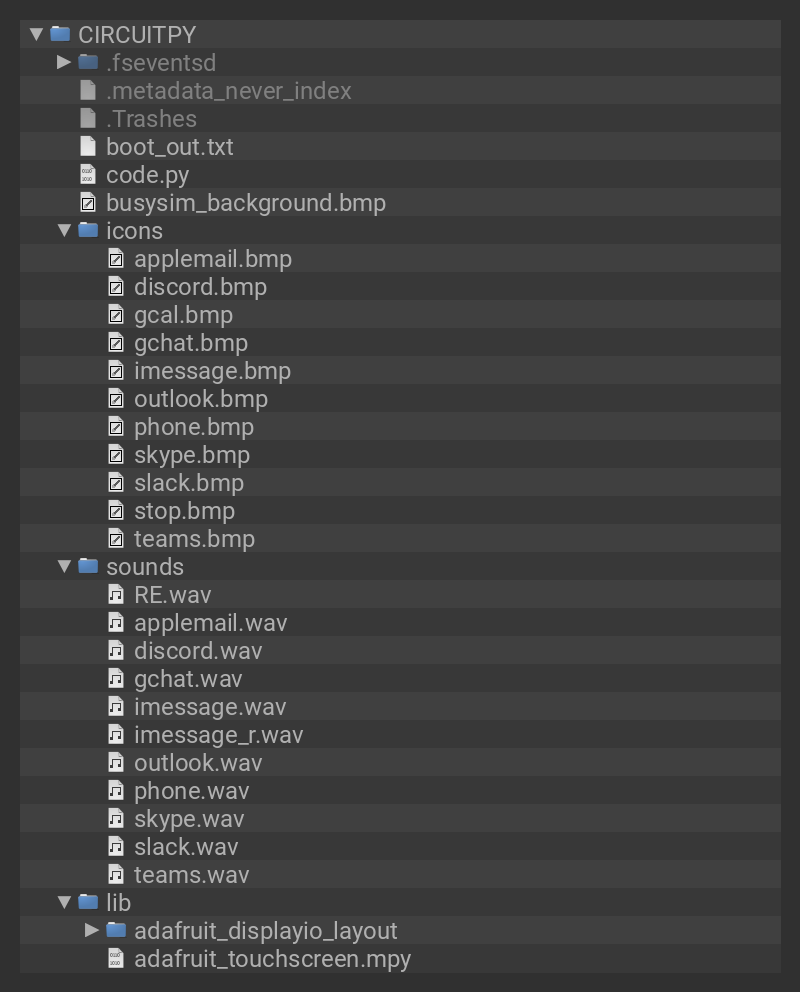 CIRCUITPY
.fseventsd
.metadata_never_index
.Trashes
boot_out.txt
code.py
busysim_background.bmp
icons
applemail.bmp
discord.bmp
gcal.bmp
gchat.bmp
imessage.bmp
outlook.bmp
phone.bmp
skype.bmp
slack.bmp
stop.bmp
teams.bmp
sounds
RE.wav
applemail.wav
discord.wav
gchat.wav
imessage.wav
imessage_r.wav
outlook.wav
phone.wav
skype.wav
slack.wav
teams.wav
lib
adafruit_displayio_layout
adafruit_touchscreen.mpy